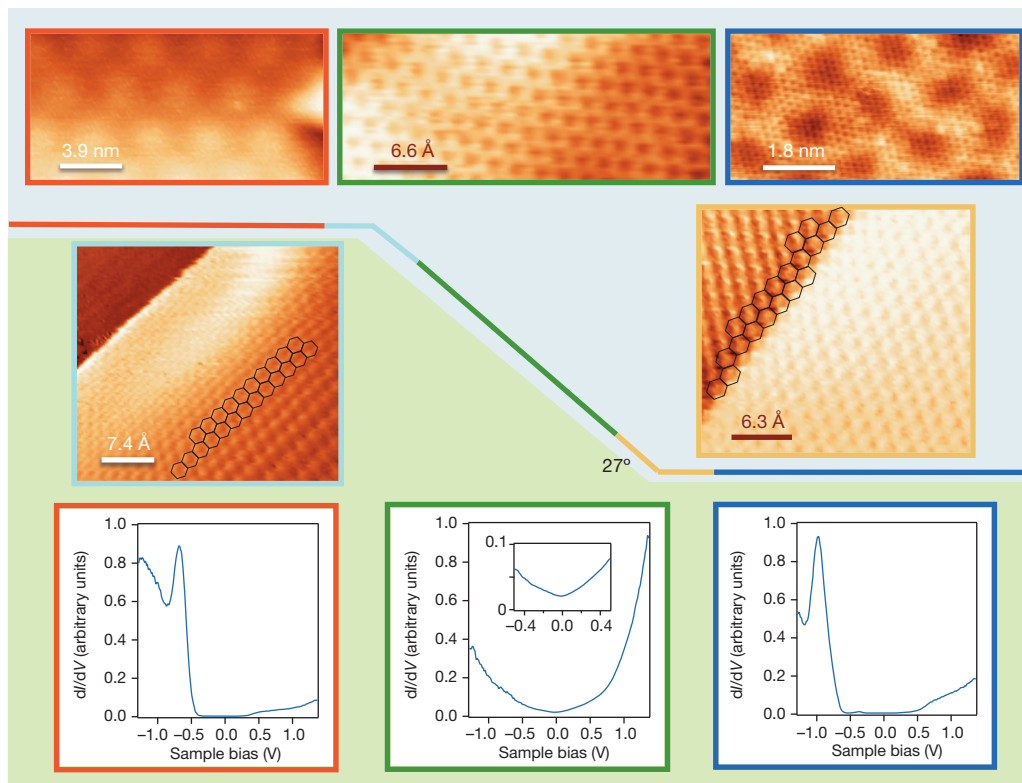 3.9 nm
6.6 Å
1.8 nm
7.4 Å
6.3 Å
27º
dI/dV (arbitrary units)
1.0
0.8
0.6
0.4
0.2
0.0
−1.0 −0.5 0.0 0.5 1.0
Sample bias (V)
dI/dV (arbitrary units)
1.0
0.8
0.6
0.4
0.2
0.0
0.1
0
−0.4 0.0 0.4
−1.0 −0.5 0.0 0.5 1.0
Sample bias (V)
dI/dV (arbitrary units)
1.0
0.8
0.6
0.4
0.2
0.0
−1.0 −0.5 0.0 0.5 1.0
Sample bias (V)